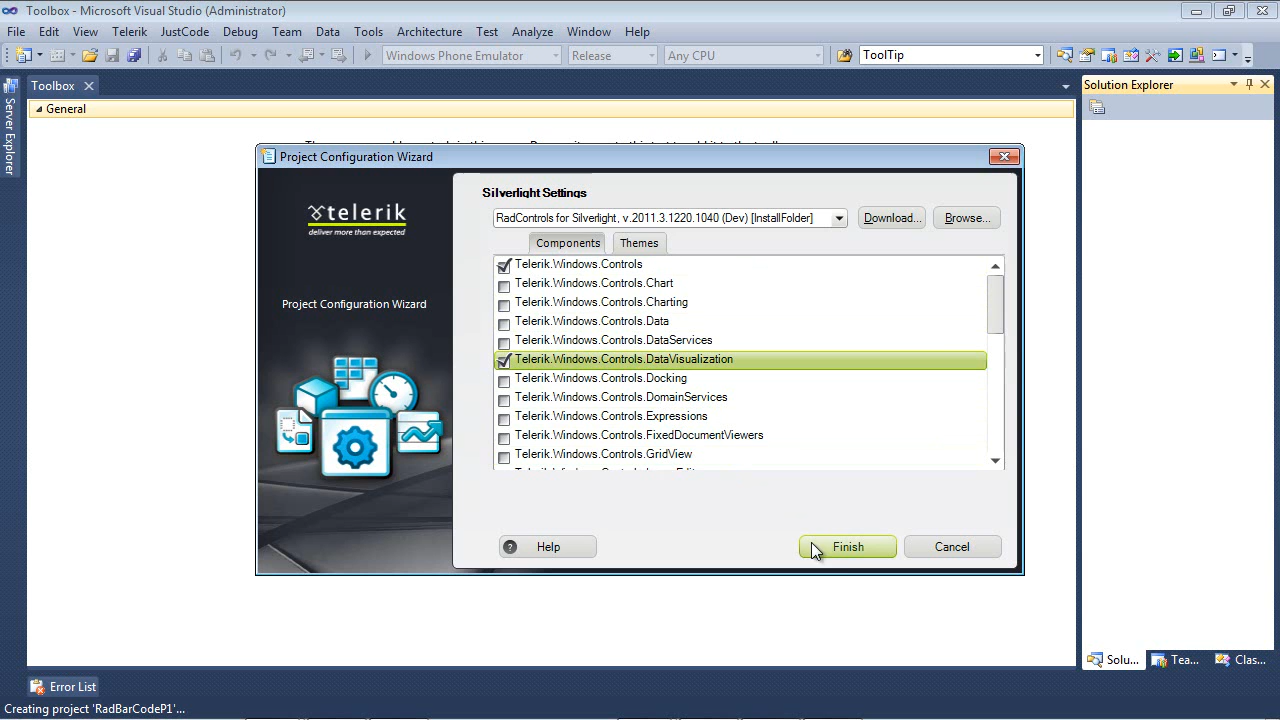 Toolbox - Microsoft Visual Studio (Administrator)
File Edit View Telerik JustCode Debug Team Data Tools Architecture Test Analyze Window Help
Windows Phone Emulator Release Any CPU ToolTip
Server Explorer
Toolbox
Solution Explorer
General
Project Configuration Wizard
telerik
deliver more than expected
Project Configuration Wizard
Silverlight Settings
RadControls for Silverlight, v.2011.3.1220.1040 (Dev) [InstallFolder] Download... Browse...
Components Themes
Telerik.Windows.Controls
Telerik.Windows.Controls.Chart
Telerik.Windows.Controls.Charting
Telerik.Windows.Controls.Data
Telerik.Windows.Controls.DataServices
Telerik.Windows.Controls.DataVisualization
Telerik.Windows.Controls.Docking
Telerik.Windows.Controls.DomainServices
Telerik.Windows.Controls.Expressions
Telerik.Windows.Controls.FixedDocumentViewers
Telerik.Windows.Controls.GridView
? Help Finish Cancel
Solu... Tea... Clas...
Error List
Creating project 'RadBarCodeP1'...